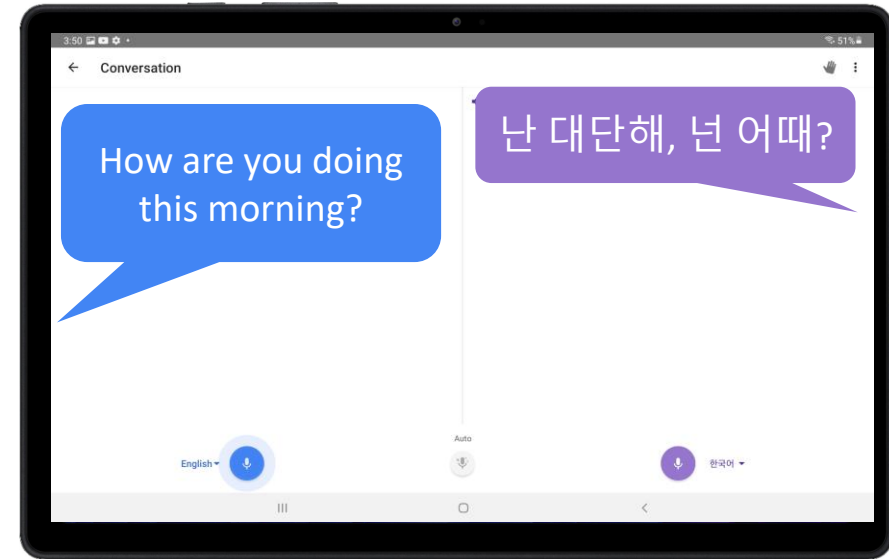 3:50
51%
Conversation
How are you doing
this morning?
난 대단해, 넌 어때?
Auto
English
한국어